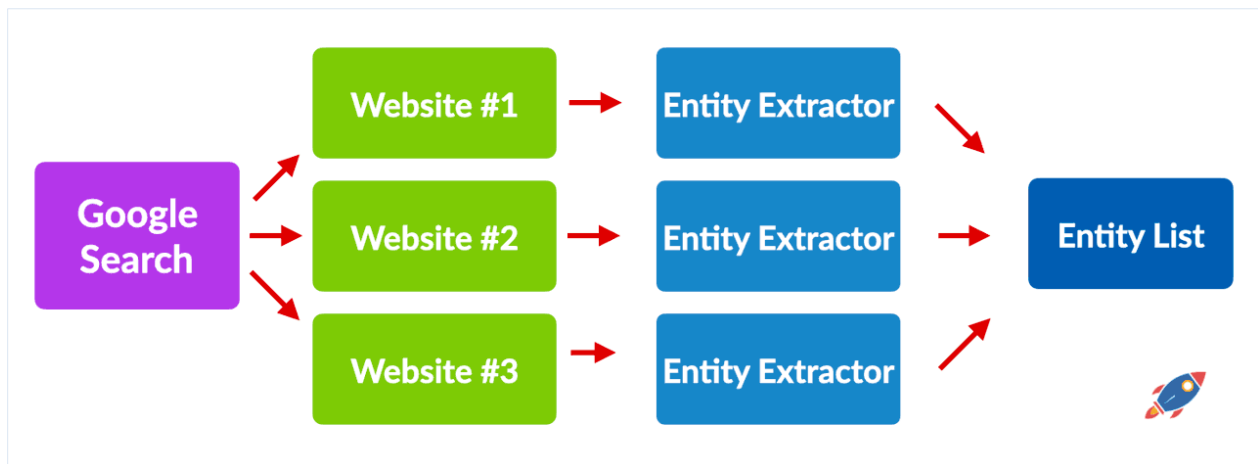 Google
Search
Website #1
Entity Extractor
Website #2
Entity Extractor
Website #3
Entity Extractor
Entity List